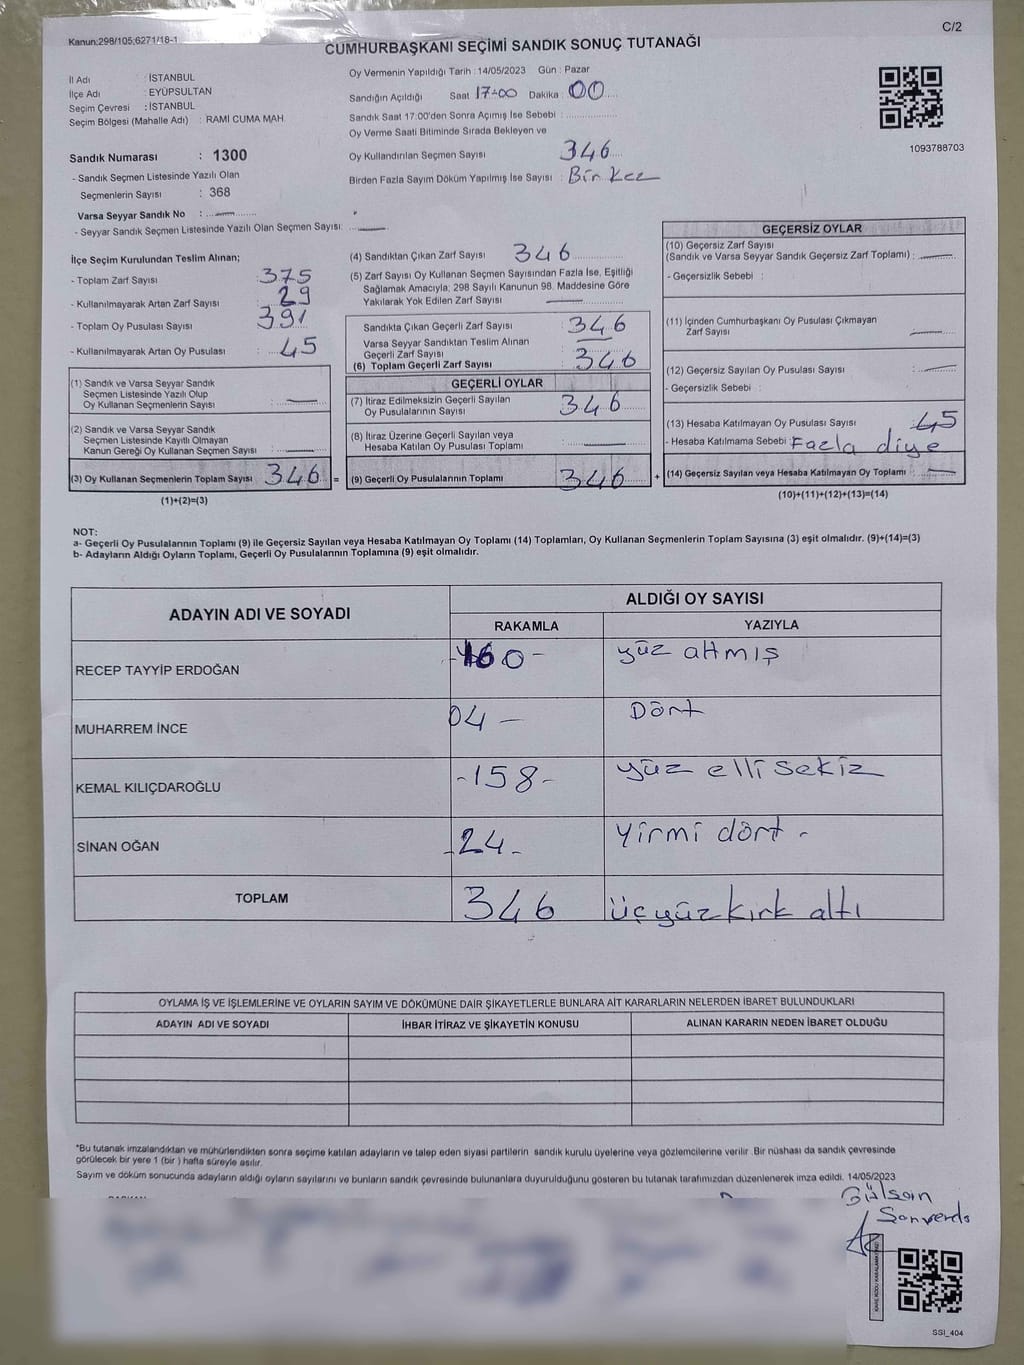 Kanun:298/105;6271/18-1
C/2
CUMHURBAŞKANI SEÇİMİ SANDIK SONUÇ TUTANAĞI
İl Adı : İSTANBUL
İlçe Adı : EYÜPSULTAN
Seçim Çevresi : İSTANBUL
Seçim Bölgesi (Mahalle Adı) : RAMİ CUMA MAH.
Sandık Numarası : 1300
- Sandık Seçmen Listesinde Yazılı Olan
Seçmenlerin Sayısı : 368
Varsa Seyyar Sandık No :
- Seyyar Sandık Seçmen Listesinde Yazılı Olan Seçmen Sayısı:
Oy Vermenin Yapıldığı Tarih : 14/05/2023 Gün : Pazar
Sandığın Açıldığı Saat 17:00 Dakika : 00
Sandık Saat 17:00'den Sonra Açımış İse Sebebi :
Oy Verme Saati Bitiminde Sırada Bekleyen ve
Oy Kullandırılan Seçmen Sayısı : 346
Birden Fazla Sayım Döküm Yapılmış İse Sayısı : Bir kez
1093788703
İlçe Seçim Kurulundan Teslim Alınan;
- Toplam Zarf Sayısı : 375
- Kullanılmayarak Artan Zarf Sayısı : 29
- Toplam Oy Pusulası Sayısı : 391
- Kullanılmayarak Artan Oy Pusulası : 45
(1) Sandık ve Varsa Seyyar Sandık
Seçmen Listesinde Yazılı Olup
Oy Kullanan Seçmenlerin Sayısı :
(2) Sandık ve Varsa Seyyar Sandık
Seçmen Listesinde Kayıtlı Olmayan
Kanun Gereği Oy Kullanan Seçmen Sayısı :
(3) Oy Kullanan Seçmenlerin Toplam Sayısı : 346 =
(1)+(2)=(3)
(4) Sandıktan Çıkan Zarf Sayısı : 346
(5) Zarf Sayısı Oy Kullanan Seçmen Sayısından Fazla İse, Eşitliği
Sağlamak Amacıyla; 298 Sayılı Kanunun 98. Maddesine Göre
Yakılarak Yok Edilen Zarf Sayısı :
Sandıkta Çıkan Geçerli Zarf Sayısı : 346
Varsa Seyyar Sandıktan Teslim Alınan
Geçerli Zarf Sayısı
(6) Toplam Geçerli Zarf Sayısı : 346
GEÇERLİ OYLAR
(7) İtiraz Edilmeksizin Geçerli Sayılan
Oy Pusulalarının Sayısı : 346
(8) İtiraz Üzerine Geçerli Sayılan veya
Hesaba Katılan Oy Pusulası Sayısı :
(9) Geçerli Oy Pusulalarının Toplamı : 346 +
GEÇERSİZ OYLAR
(10) Geçersiz Zarf Sayısı
(Sandık ve Varsa Seyyar Sandık Geçersiz Zarf Toplamı) :
- Geçersizlik Sebebi :
(11) İçinden Cumhurbaşkanı Oy Pusulası Çıkmayan
Zarf Sayısı :
(12) Geçersiz Sayılan Oy Pusulası Sayısı :
- Geçersizlik Sebebi :
(13) Hesaba Katılmayan Oy Pusulası Sayısı : 45
- Hesaba Katılmama Sebebi : Fazla diye
(14) Geçersiz Sayılan veya Hesaba Katılmayan Oy Toplamı :
(10)+(11)+(12)+(13)=(14)
NOT:
a- Geçerli Oy Pusulalarının Toplamı (9) ile Geçersiz Sayılan veya Hesaba Katılmayan Oy Toplamı (14) Toplamları, Oy Kullanan Seçmenlerin Toplam Sayısına (3) eşit olmalıdır. (9)+(14)=(3)
b- Adayların Aldığı Oyların Toplamı, Geçerli Oy Pusulalarının Toplamına (9) eşit olmalıdır.
ADAYIN ADI VE SOYADI ALDIĞI OY SAYISI
RAKAMLA YAZIYLA
RECEP TAYYİP ERDOĞAN -160- yüz altmış
MUHARREM İNCE 04 - Dört
KEMAL KILIÇDAROĞLU -158- yüz elli sekiz
SİNAN OĞAN -24- yirmi dört -
TOPLAM 346 üçyüzkırk altı
OYLAMA İŞ VE İŞLEMLERİNE VE OYLARIN SAYIM VE DÖKÜMÜNE DAİR ŞİKAYETLERLE BUNLARA AİT KARARLARIN NELERDEN İBARET BULUNDUKLARI
ADAYIN ADI VE SOYADI İHBAR İTİRAZ VE ŞİKAYETİN KONUSU ALINAN KARARIN NEDEN İBARET OLDUĞU
*Bu tutanak imzalandıktan ve mühürlendikten sonra seçime katılan adayların ve talep eden siyasi partilerin sandık kurulu üyelerine veya gözlemcilerine verilir. Bir nüshası da sandık çevresinde
görülecek bir yere 1 (bir ) hafta süreyle asılır.
Sayım ve döküm sonucunda adayların aldığı oyların sayılarını ve bunların sandık çevresinde bulunanlara duyurulduğunu gösteren bu tutanak tarafımızdan düzenlenerek imza edildi. 14/05/2023
SSI_404